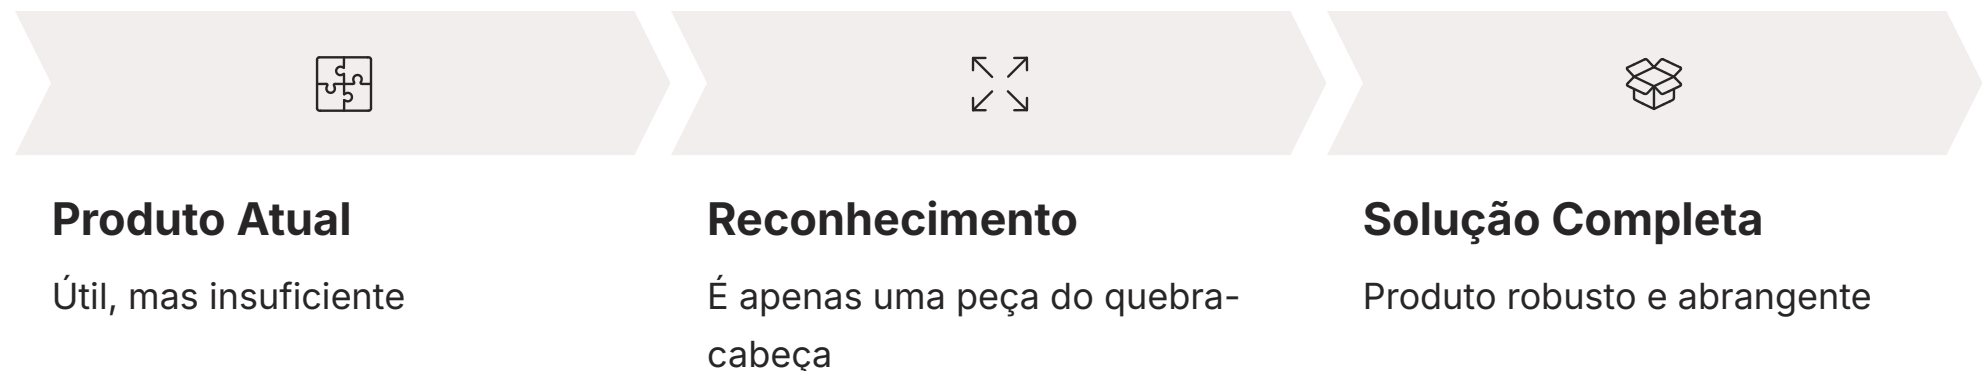 Produto Atual
Útil, mas insuficiente
Reconhecimento
É apenas uma peça do quebra-
cabeça
Solução Completa
Produto robusto e abrangente